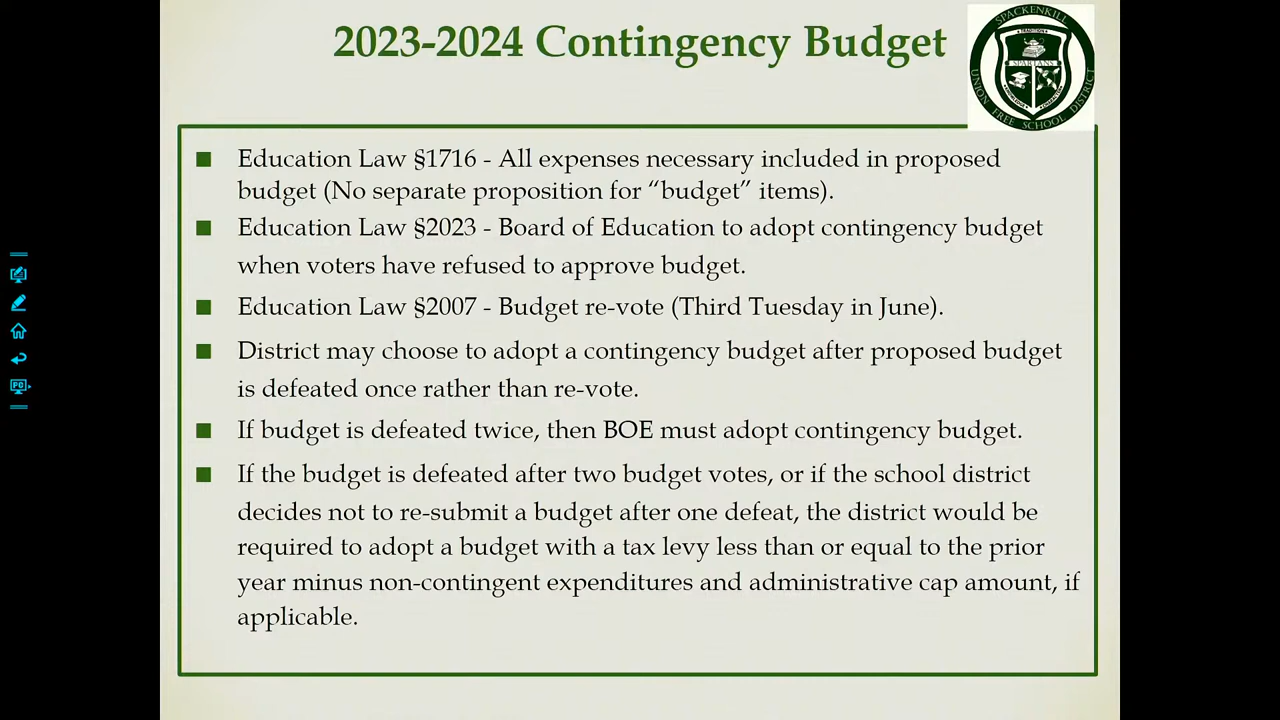 2023-2024 Contingency Budget
SPACKENKILL
TRADITION
SPARTANS
UNION FREE SCHOOL DISTRICT
■ Education Law §1716 - All expenses necessary included in proposed
budget (No separate proposition for “budget” items).
■ Education Law §2023 - Board of Education to adopt contingency budget
when voters have refused to approve budget.
■ Education Law §2007 - Budget re-vote (Third Tuesday in June).
■ District may choose to adopt a contingency budget after proposed budget
is defeated once rather than re-vote.
■ If budget is defeated twice, then BOE must adopt contingency budget.
■ If the budget is defeated after two budget votes, or if the school district
decides not to re-submit a budget after one defeat, the district would be
required to adopt a budget with a tax levy less than or equal to the prior
year minus non-contingent expenditures and administrative cap amount, if
applicable.